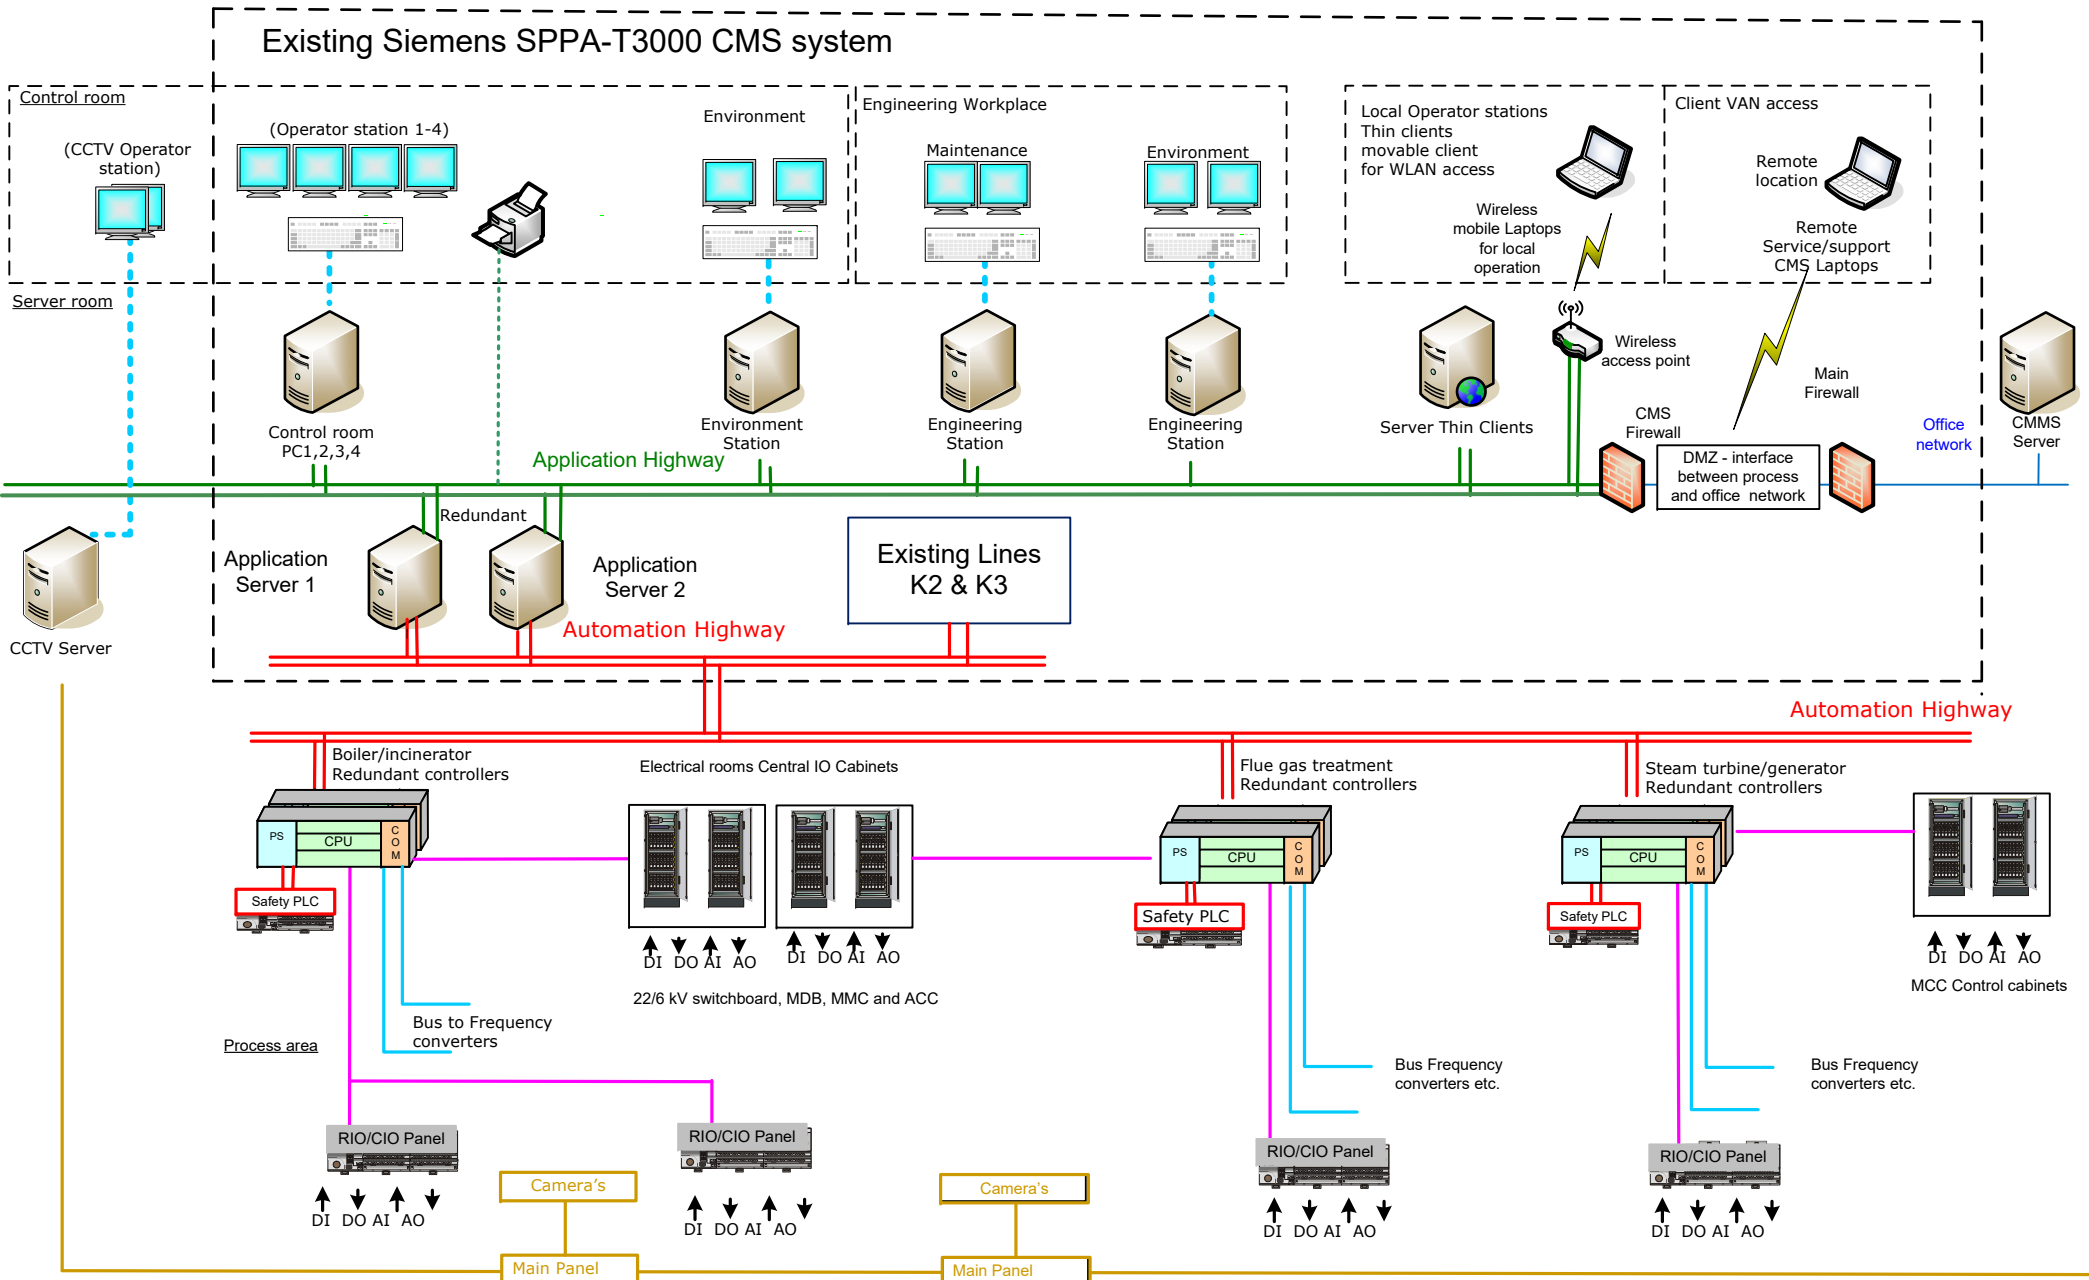 Existing Siemens SPPA-T3000 CMS system
Control room
(CCTV Operator
station)
(Operator station 1-4)
Environment
Engineering Workplace
Maintenance
Environment
Local Operator stations
Thin clients
movable client
for WLAN access
Wireless
mobile Laptops
for local
operation
Client VAN access
Remote
location
Remote
Service/support
CMS Laptops
Server room
Control room
PC1,2,3,4
Environment
Station
Engineering
Station
Engineering
Station
Server Thin Clients
Wireless
access point
Main
Firewall
CMS
Firewall
DMZ - interface
between process
and office network
Office
network
CMMS
Server
Application Highway
Redundant
Application
Server 1
Application
Server 2
Existing Lines
K2 & K3
CCTV Server
Automation Highway
Automation Highway
Boiler/incinerator
Redundant controllers
PS
CPU
C
O
M
Safety PLC
Electrical rooms Central IO Cabinets
DI DO AI AO
DI DO AI AO
22/6 kV switchboard, MDB, MMC and ACC
Flue gas treatment
Redundant controllers
PS
CPU
C
O
M
Safety PLC
Steam turbine/generator
Redundant controllers
PS
CPU
C
O
M
Safety PLC
DI DO AI AO
MCC Control cabinets
Bus to Frequency
converters
Process area
Bus Frequency
converters etc.
Bus Frequency
converters etc.
RIO/CIO Panel
DI DO AI AO
RIO/CIO Panel
DI DO AI AO
RIO/CIO Panel
DI DO AI AO
RIO/CIO Panel
DI DO AI AO
Camera's
Camera's
Main Panel
Main Panel